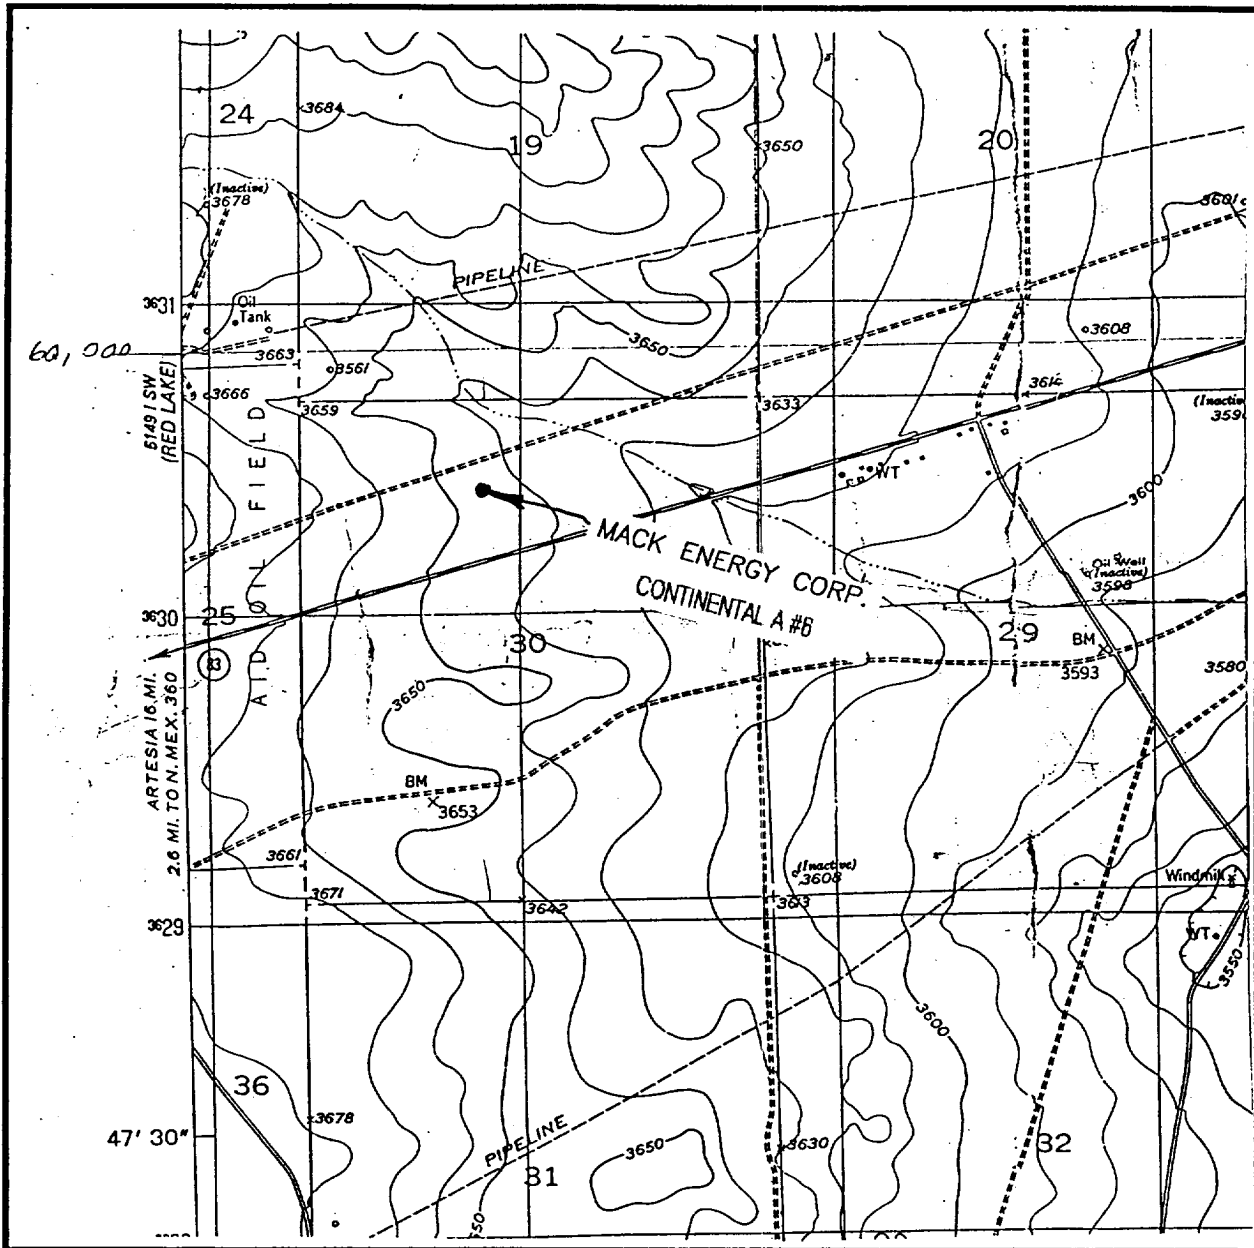 24
3684
19
3650
20
(Inactive)
3678
3601
PIPELINE
3631
Oil
Tank
3650
3608
60,000
3663
3561
3614
3666
3659
3633
(Inactive
359
5149 I SW
(RED LAKE)
AID OIL FIELD
WT
3600
MACK ENERGY CORP.
CONTINENTAL A #6
Oil Well
(Inactive)
3598
3630
25
30
29
BM
83
3593
3580
3650
ARTESIA 16 MI.
2.6 MI. TO N. MEX. 360
BM
3653
3661
(Inactive)
3608
Windmill
3671
3642
3613
3629
WT
3550
3600
36
3678
47' 30"
PIPELINE
3650
3630
32
31